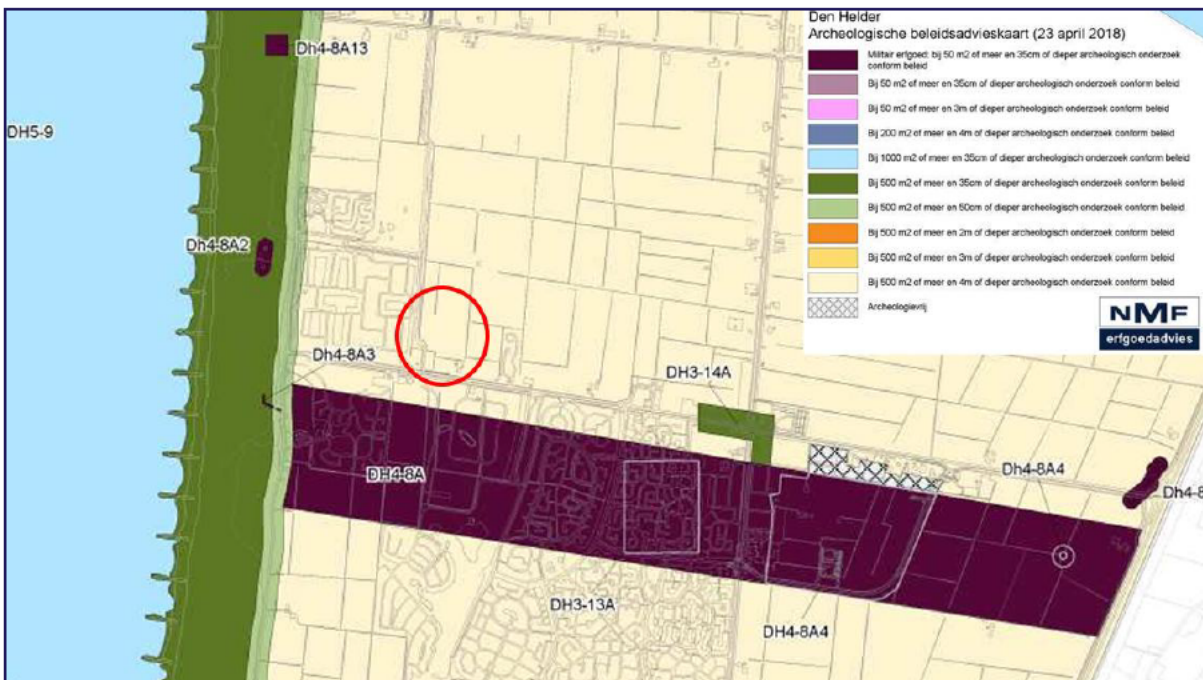 Den Helder
Archeologische beleidsadvieskaart (23 april 2018)
Militair erfgoed: bij 50 m2 of meer en 35cm of dieper archeologisch onderzoek
conform beleid
Bij 50 m2 of meer en 35cm of dieper archeologisch onderzoek conform beleid
Bij 50 m2 of meer en 3m of dieper archeologisch onderzoek conform beleid
Bij 200 m2 of meer en 4m of dieper archeologisch onderzoek conform beleid
Bij 1000 m2 of meer en 35cm of dieper archeologisch onderzoek conform beleid
Bij 500 m2 of meer en 35cm of dieper archeologisch onderzoek conform beleid
Bij 500 m2 of meer en 50cm of dieper archeologisch onderzoek conform beleid
Bij 500 m2 of meer en 2m of dieper archeologisch onderzoek conform beleid
Bij 500 m2 of meer en 3m of dieper archeologisch onderzoek conform beleid
Bij 500 m2 of meer en 4m of dieper archeologisch onderzoek conform beleid
Archeologievrij
NMF
erfgoedadvies
Dh4-8A13
DH5-9
Dh4-8A2
Dh4-8A3
DH3-14A
DH4-8A
Dh4-8A4
Dh4-8
DH3-13A
DH4-8A4